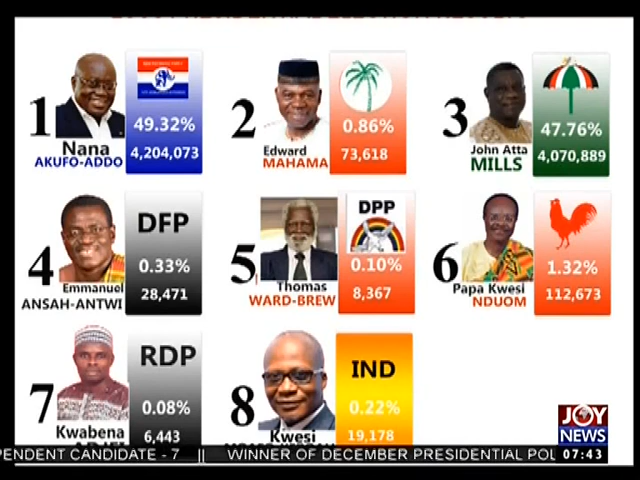 1
Nana
AKUFO-ADDO
49.32%
4,204,073
2
Edward
MAHAMA
0.86%
73,618
3
John Atta
MILLS
47.76%
4,070,889
4
Emmanuel
ANSAH-ANTWI
DFP
0.33%
28,471
5
Thomas
WARD-BREW
DPP
0.10%
8,367
6
Papa Kwesi
NDUOM
1.32%
112,673
7
Kwabena
RDP
0.08%
6,443
8
Kwesi
IND
0.22%
19,178
JOY
NEWS
PENDENT CANDIDATE - 7 || WINNER OF DECEMBER PRESIDENTIAL POL
07:43